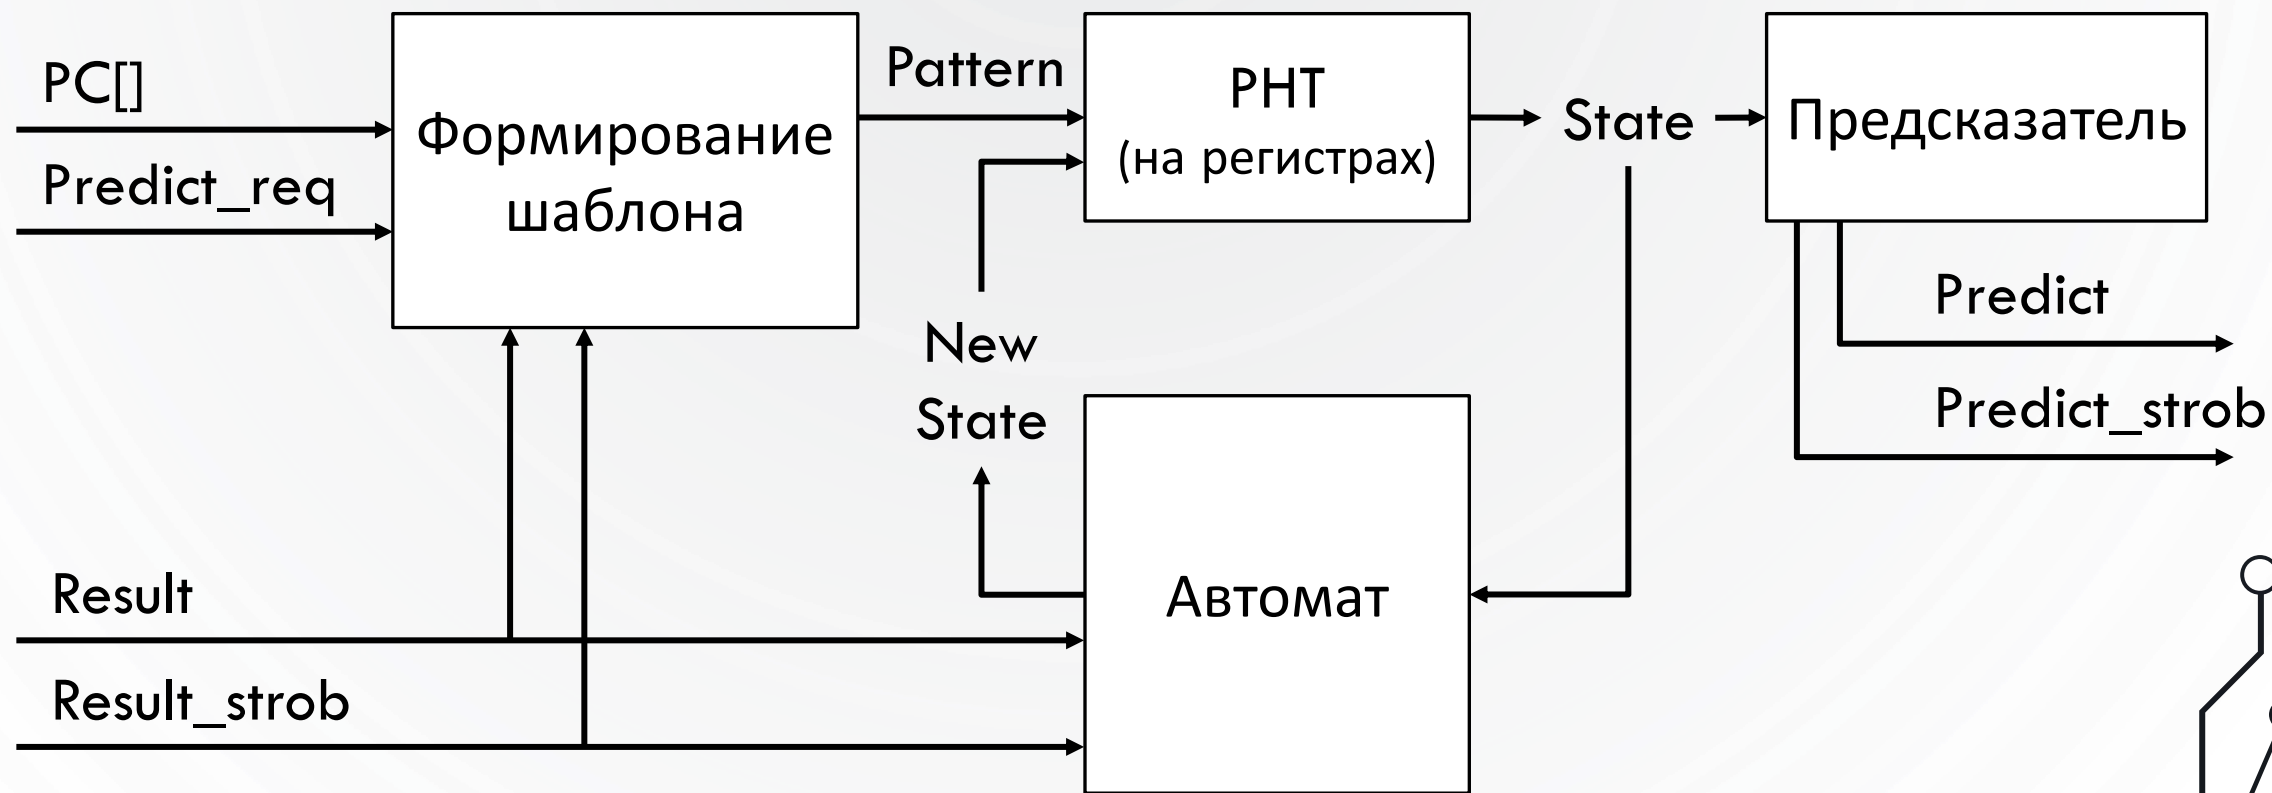 PC[]
Predict_req
Формирование
шаблона
Pattern
PHT
(на регистрах)
State
Предсказатель
Predict
Predict_strob
New
State
Автомат
Result
Result_strob